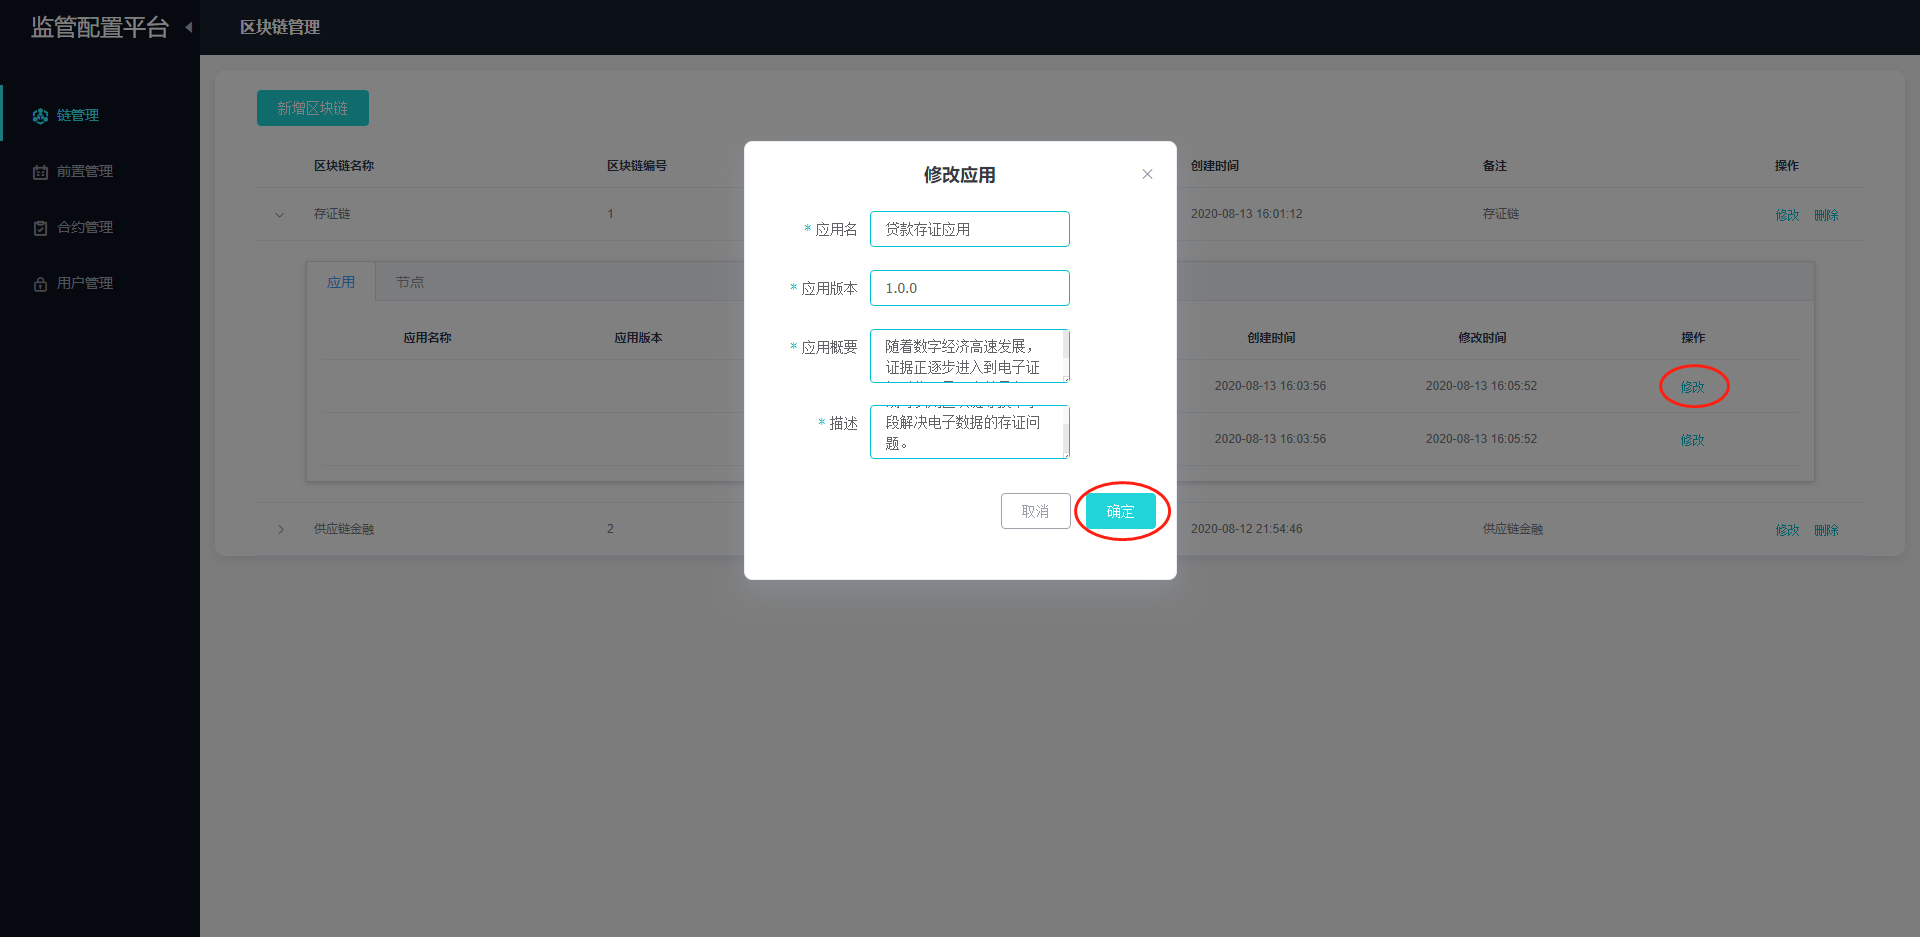 监管配置平台
区块链管理
链管理
前置管理
合约管理
用户管理
新增区块链
区块链名称 区块链编号 创建时间 备注 操作
存证链 1 2020-08-13 16:01:12 存证链 修改 删除
应用 节点
应用名称 应用版本 创建时间 修改时间 操作
2020-08-13 16:03:56 2020-08-13 16:05:52 修改
2020-08-13 16:03:56 2020-08-13 16:05:52 修改
供应链金融 2 2020-08-12 21:54:46 供应链金融 修改 删除
修改应用
* 应用名 贷款存证应用
* 应用版本 1.0.0
* 应用概要 随着数字经济高速发展，
证据正逐步进入到电子证
* 描述 段解决电子数据的存证问
题。
取消 确定